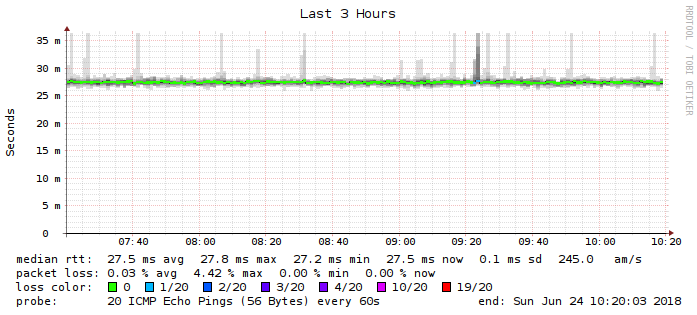 Last 3 Hours
RRDTOOL / TOBI OETIKER
Seconds
35 m
30 m
25 m
20 m
15 m
10 m
5 m
0
07:40 08:00 08:20 08:40 09:00 09:20 09:40 10:00 10:20
median rtt: 27.5 ms avg 27.8 ms max 27.2 ms min 27.5 ms now 0.1 ms sd 245.0 am/s
packet loss: 0.03 % avg 4.42 % max 0.00 % min 0.00 % now
loss color: 0 1/20 2/20 3/20 4/20 10/20 19/20
probe: 20 ICMP Echo Pings (56 Bytes) every 60s end: Sun Jun 24 10:20:03 2018